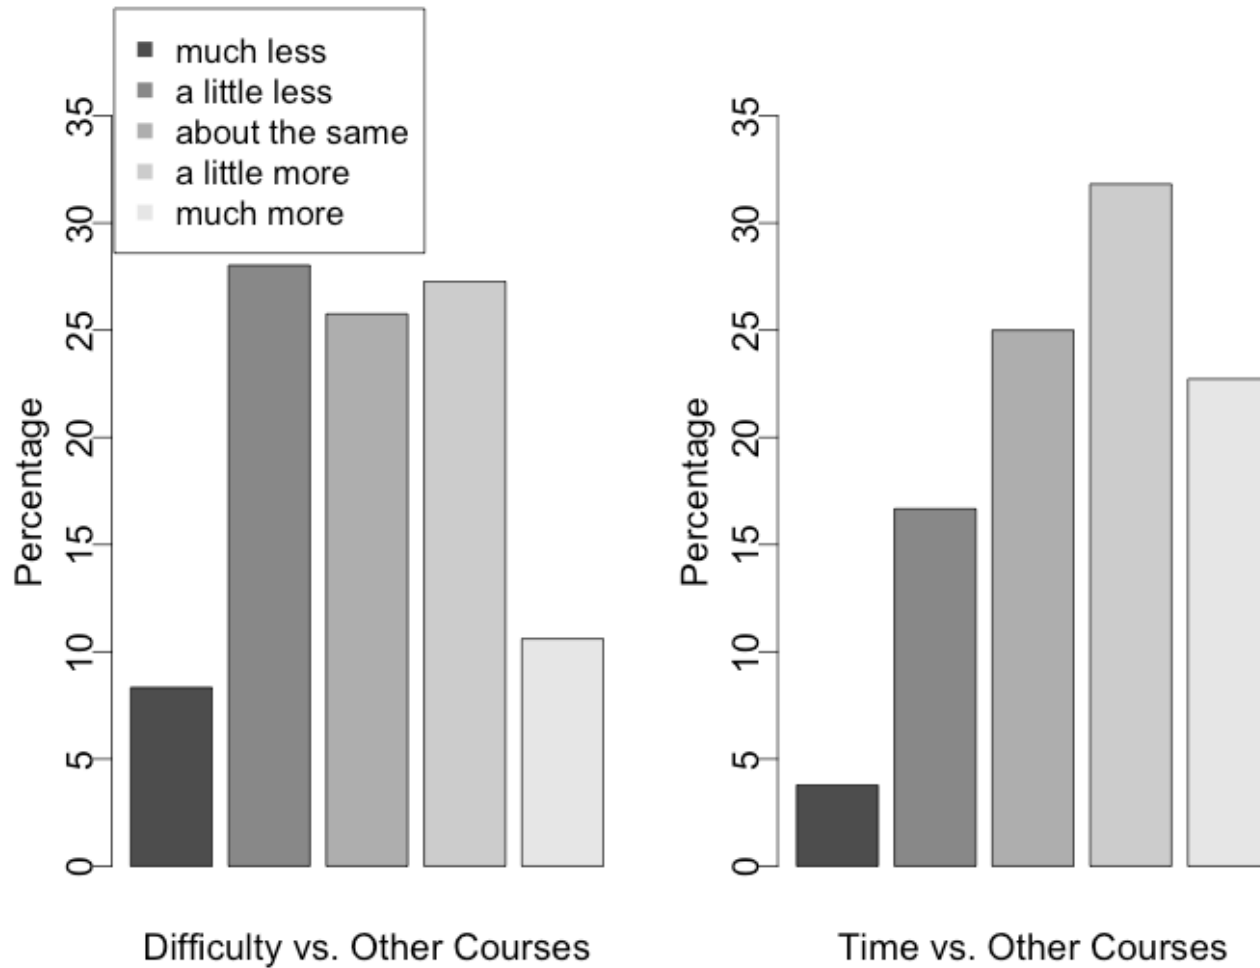 much less
a little less
about the same
a little more
much more
35
30
25
20
15
10
5
0
Percentage
Difficulty vs. Other Courses
35
30
25
20
15
10
5
0
Percentage
Time vs. Other Courses